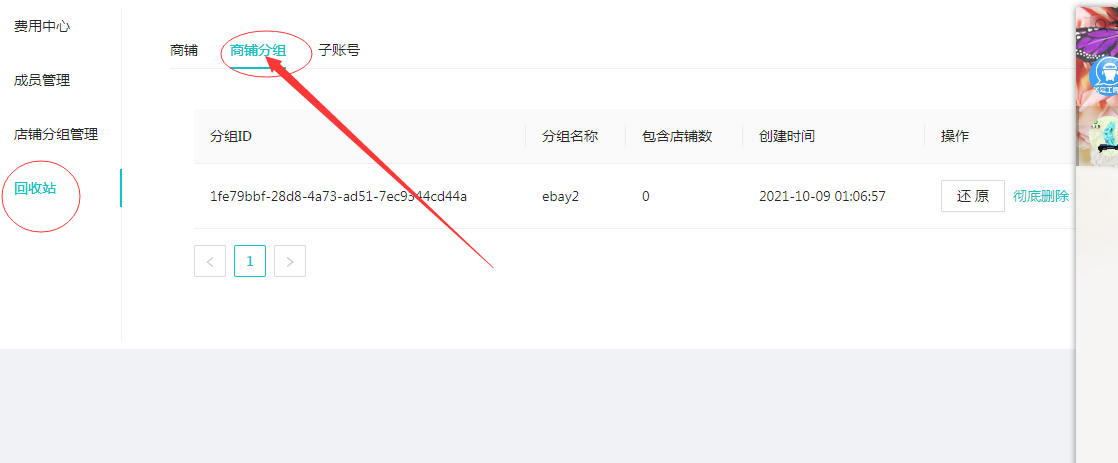 费用中心
成员管理
店铺分组管理
回收站
商铺 商铺分组 子账号
分组ID 分组名称 包含店铺数 创建时间 操作
1fe79bbf-28d8-4a73-ad51-7ec9344cd44a ebay2 0 2021-10-09 01:06:57 还 原 彻底删除
< 1 >